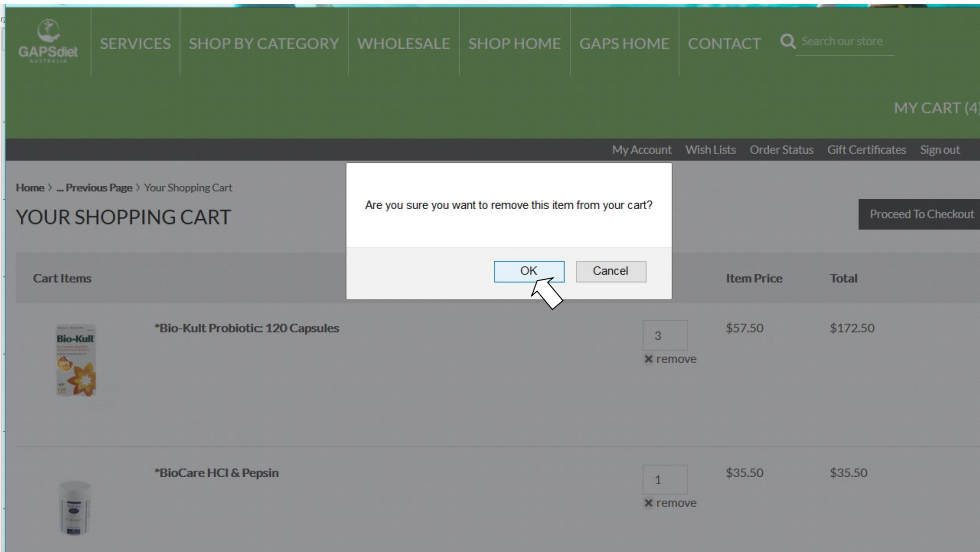 GAPSdiet
AUSTRALIA
SERVICES
SHOP BY CATEGORY
WHOLESALE
SHOP HOME
GAPS HOME
CONTACT
Search our store
MY CART (4)
My Account Wish Lists Order Status Gift Certificates Sign out
Home > ... Previous Page > Your Shopping Cart
YOUR SHOPPING CART
Are you sure you want to remove this item from your cart?
OK Cancel
Proceed To Checkout
Cart Items Item Price Total
Bio-Kult
*Bio-Kult Probiotic: 120 Capsules
3 $57.50 $172.50
✖ remove
*BioCare HCl & Pepsin
1 $35.50 $35.50
✖ remove